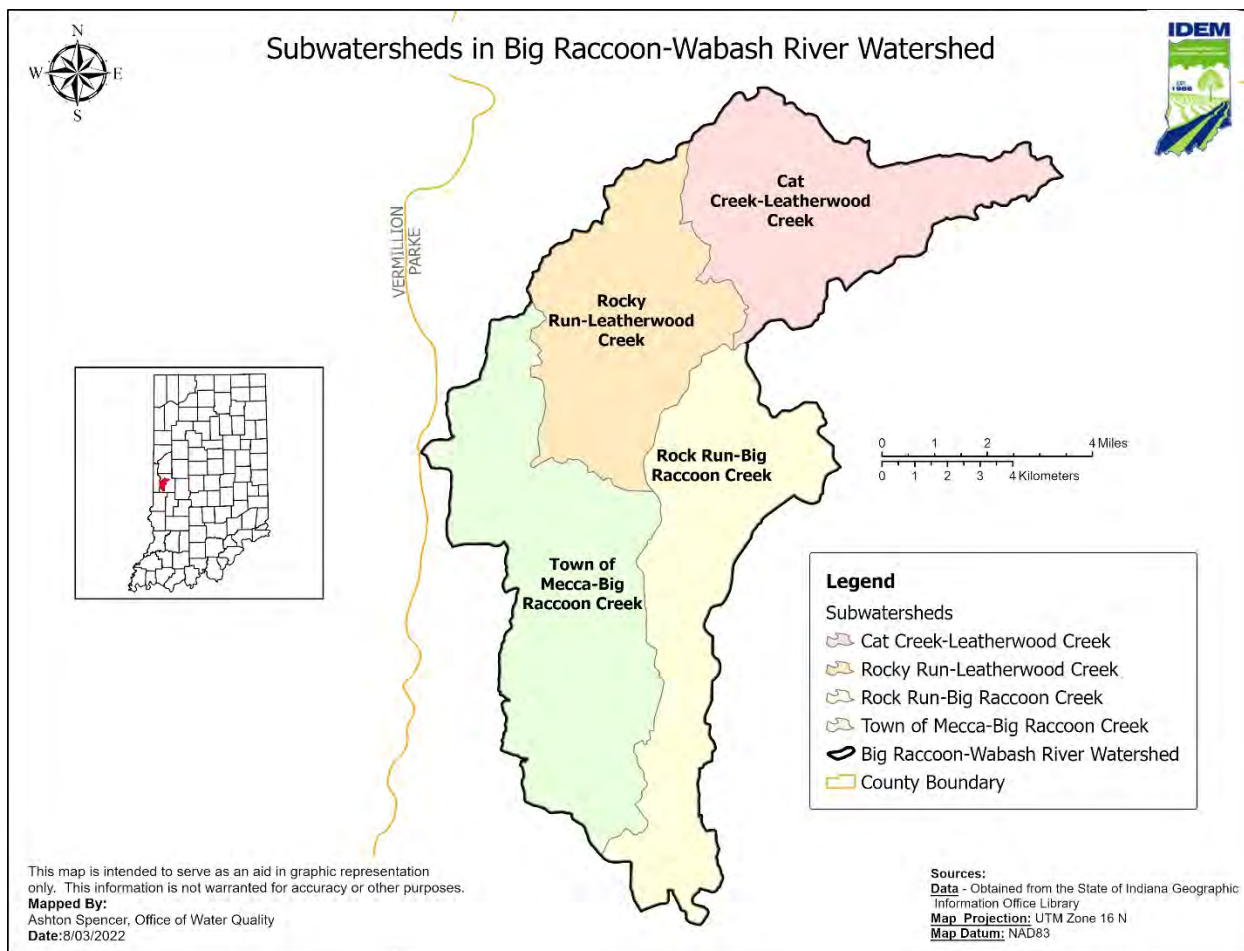 Subwatersheds in Big Raccoon-Wabash River Watershed
N
W
E
S
IDEM
EST.
1986
VERMILLION
PARKE
Cat
Creek-Leatherwood
Creek
Rocky
Run-Leatherwood
Creek
Rock Run-Big
Raccoon Creek
Town of
Mecca-Big
Raccoon Creek
0 1 2 4 Miles
0 1 2 3 4 Kilometers
Legend
Subwatersheds
Cat Creek-Leatherwood Creek
Rocky Run-Leatherwood Creek
Rock Run-Big Raccoon Creek
Town of Mecca-Big Raccoon Creek
Big Raccoon-Wabash River Watershed
County Boundary
This map is intended to serve as an aid in graphic representation
only. This information is not warranted for accuracy or other purposes.
Mapped By:
Ashton Spencer, Office of Water Quality
Date:8/03/2022
Sources:
Data - Obtained from the State of Indiana Geographic
Information Office Library
Map Projection: UTM Zone 16 N
Map Datum: NAD83